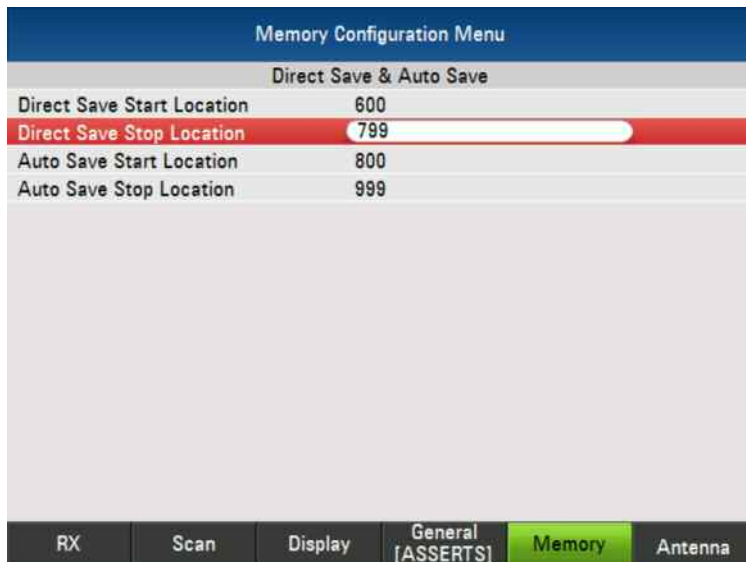 Memory Configuration Menu
Direct Save & Auto Save
Direct Save Start Location 600
Direct Save Stop Location 799
Auto Save Start Location 800
Auto Save Stop Location 999
RX Scan Display General [ASSERTS] Memory Antenna